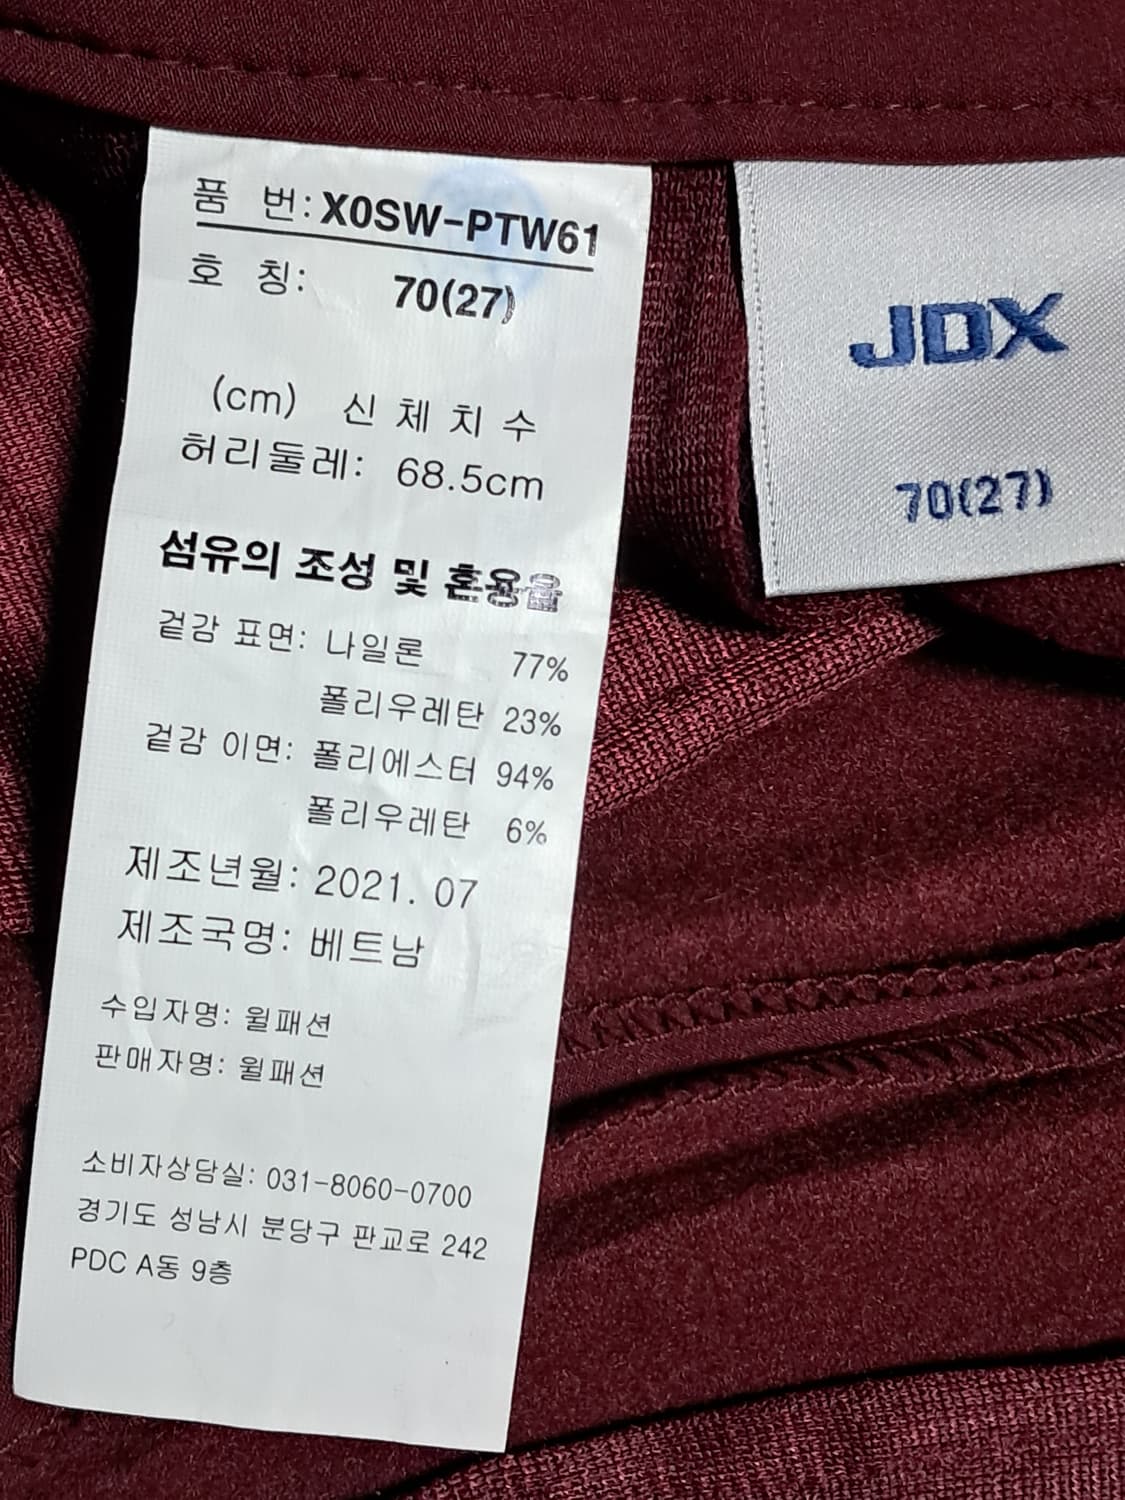 품 번: X0SW-PTW61
호 칭: 70(27)
(cm) 신 체 치 수
허리둘레: 68.5cm
섬유의 조성 및 혼용율
겉감 표면: 나일론 77%
폴리우레탄 23%
겉감 이면: 폴리에스터 94%
폴리우레탄 6%
제조년월: 2021. 07
제조국명: 베트남
수입자명: 월패션
판매자명: 월패션
소비자상담실: 031-8060-0700
경기도 성남시 분당구 판교로 242
PDC A동 9층
JDX
70(27)